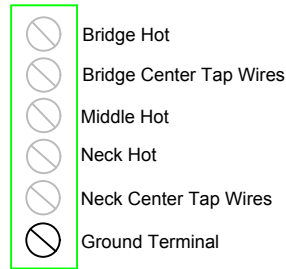 Bridge Hot
Bridge Center Tap Wires
Middle Hot
Neck Hot
Neck Center Tap Wires
Ground Terminal